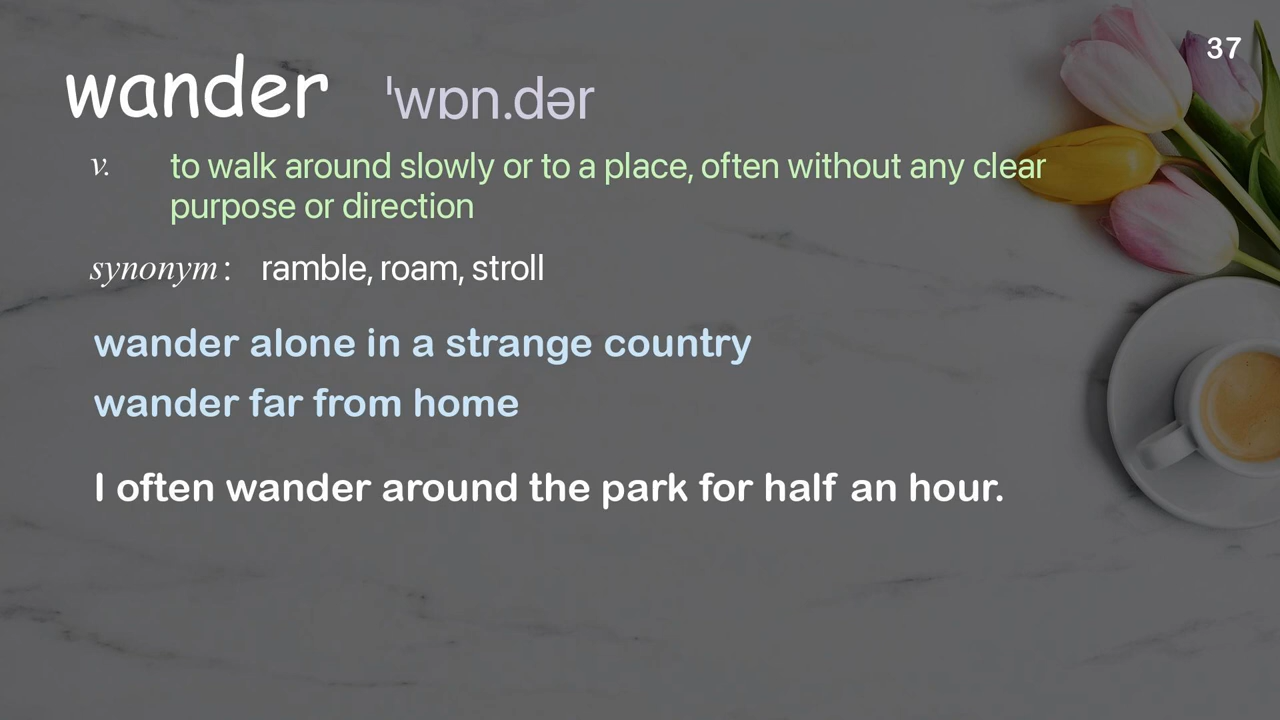 37
wander ˈwɒn.dər
v. to walk around slowly or to a place, often without any clear
purpose or direction
synonym: ramble, roam, stroll
wander alone in a strange country
wander far from home
I often wander around the park for half an hour.